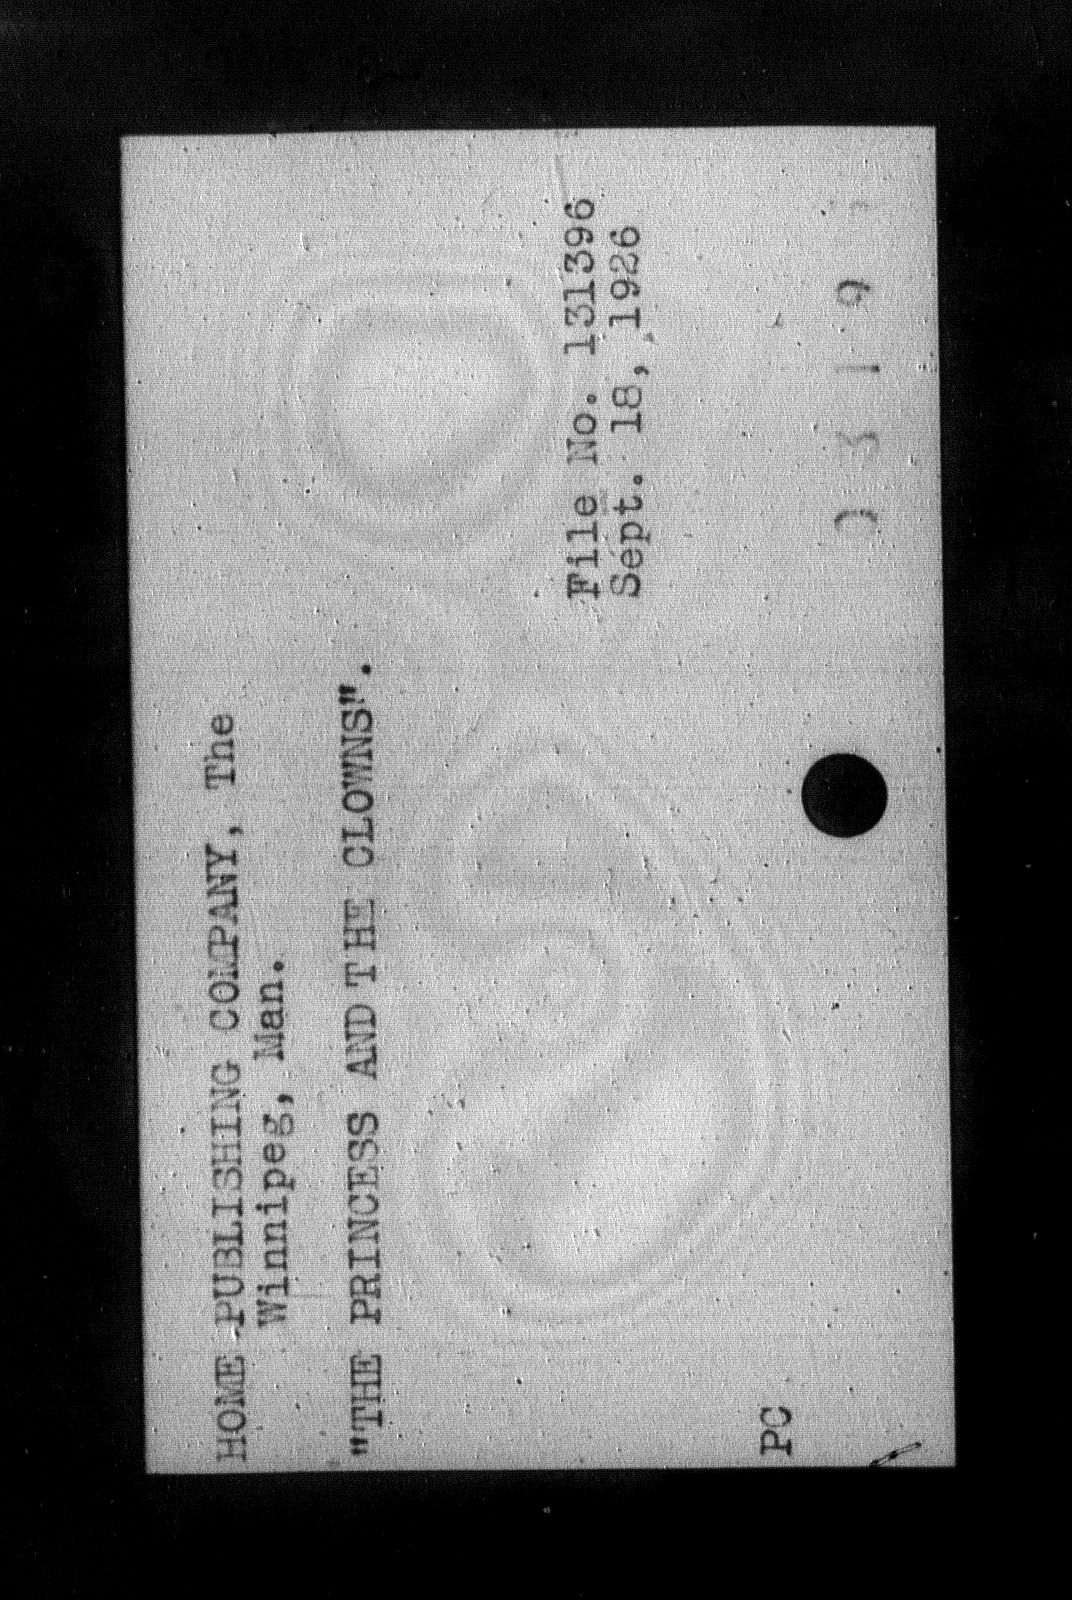 HOME PUBLISHING COMPANY, The
Winnipeg, Man.
"THE PRINCESS AND THE CLOWNS".
File No. 131396
Sept. 18, 1926
PC